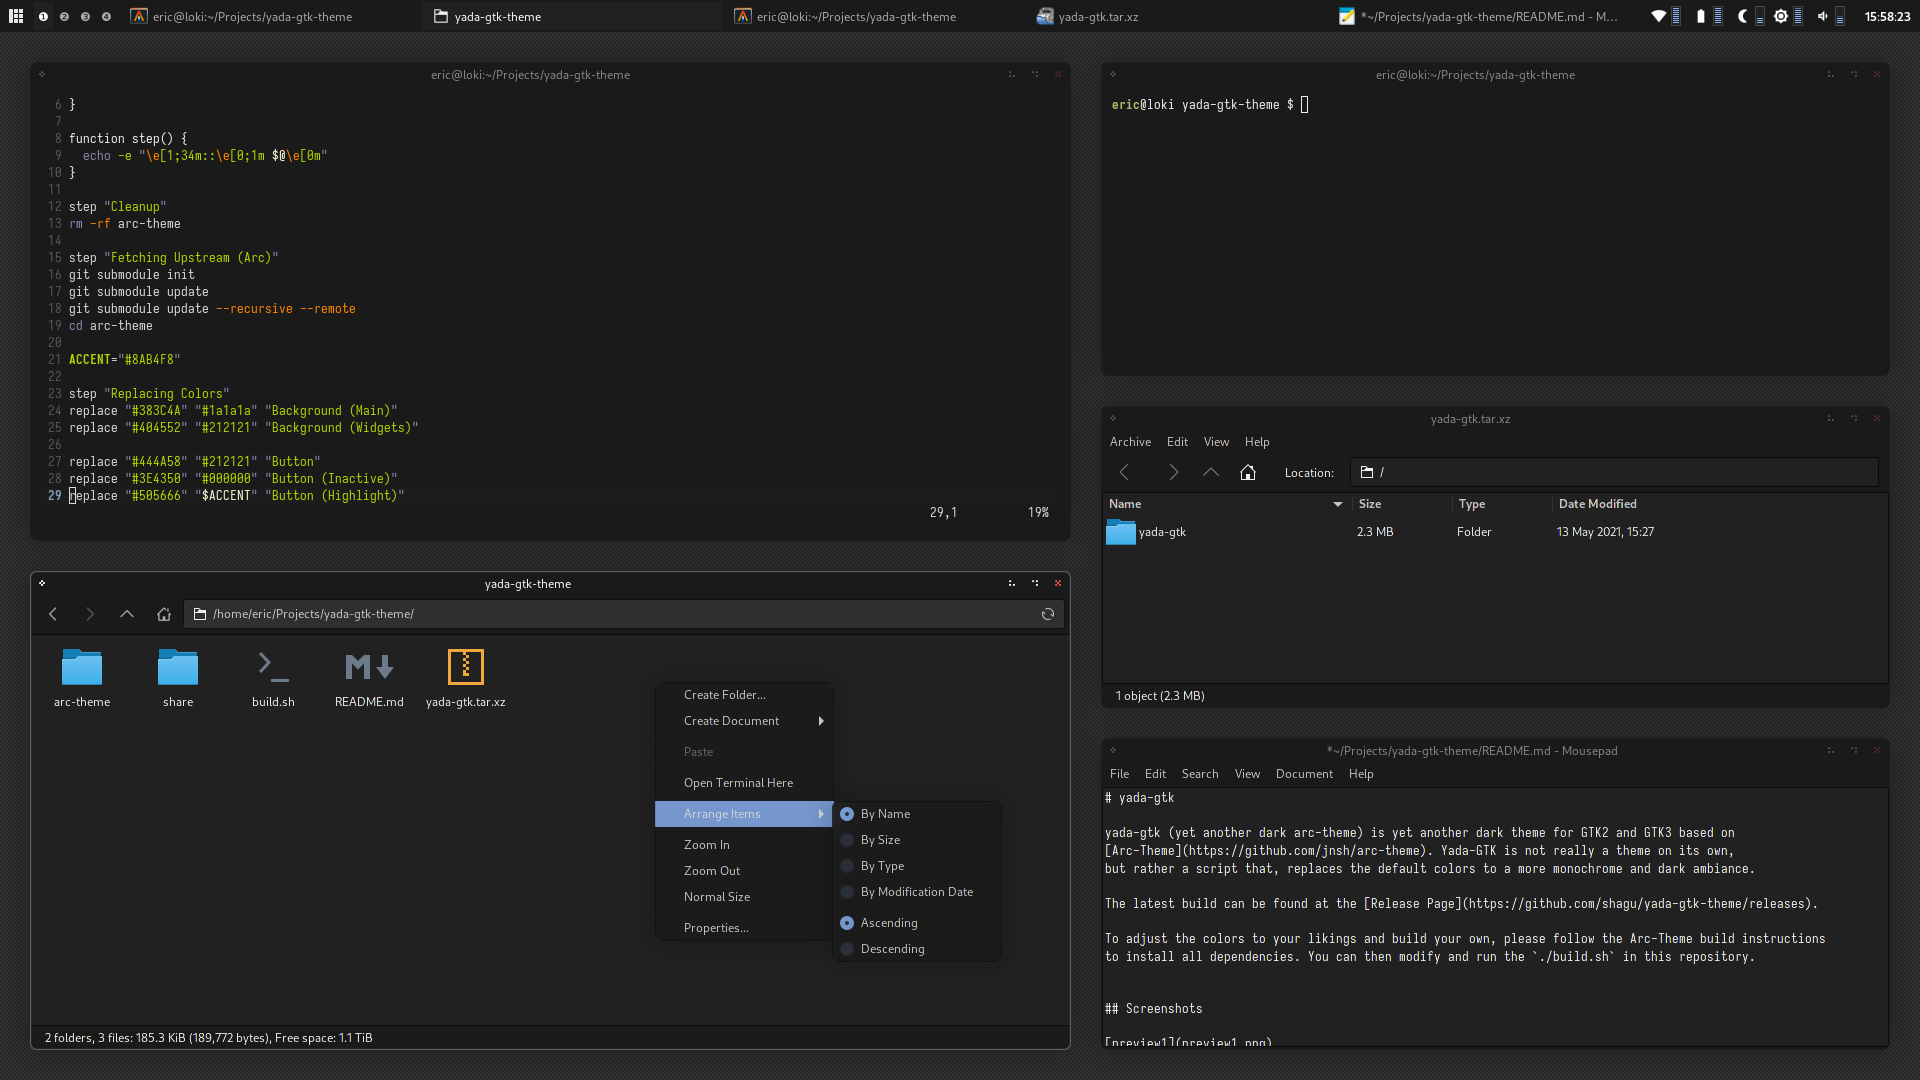 1 2 3 4 eric@loki:~/Projects/yada-gtk-theme yada-gtk-theme eric@loki:~/Projects/yada-gtk-theme yada-gtk.tar.xz *~/Projects/yada-gtk-theme/README.md - M... 15:58:23
eric@loki:~/Projects/yada-gtk-theme
6 }
7
8 function step() {
9 echo -e "\e[1;34m::\e[0;1m $@\e[0m"
10 }
11
12 step "Cleanup"
13 rm -rf arc-theme
14
15 step "Fetching Upstream (Arc)"
16 git submodule init
17 git submodule update
18 git submodule update --recursive --remote
19 cd arc-theme
20
21 ACCENT="#8AB4F8"
22
23 step "Replacing Colors"
24 replace "#383C4A" "#1a1a1a" "Background (Main)"
25 replace "#404552" "#212121" "Background (Widgets)"
26
27 replace "#444A58" "#212121" "Button"
28 replace "#3E4350" "#000000" "Button (Inactive)"
29 replace "#505666" "$ACCENT" "Button (Highlight)"
29,1 19%
eric@loki:~/Projects/yada-gtk-theme
eric@loki yada-gtk-theme $
yada-gtk.tar.xz
Archive Edit View Help
Location: /
Name Size Type Date Modified
yada-gtk 2.3 MB Folder 13 May 2021, 15:27
1 object (2.3 MB)
yada-gtk-theme
/home/eric/Projects/yada-gtk-theme/
arc-theme share build.sh README.md yada-gtk.tar.xz
Create Folder...
Create Document
Paste
Open Terminal Here
Arrange Items
Zoom In
Zoom Out
Normal Size
Properties...
By Name
By Size
By Type
By Modification Date
Ascending
Descending
2 folders, 3 files: 185.3 KiB (189,772 bytes), Free space: 1.1 TiB
*~/Projects/yada-gtk-theme/README.md - Mousepad
File Edit Search View Document Help
# yada-gtk
yada-gtk (yet another dark arc-theme) is yet another dark theme for GTK2 and GTK3 based on
[Arc-Theme](https://github.com/jnsh/arc-theme). Yada-GTK is not really a theme on its own,
but rather a script that, replaces the default colors to a more monochrome and dark ambiance.
The latest build can be found at the [Release Page](https://github.com/shagu/yada-gtk-theme/releases).
To adjust the colors to your likings and build your own, please follow the Arc-Theme build instructions
to install all dependencies. You can then modify and run the `./build.sh` in this repository.
## Screenshots
[preview1](preview1.png)